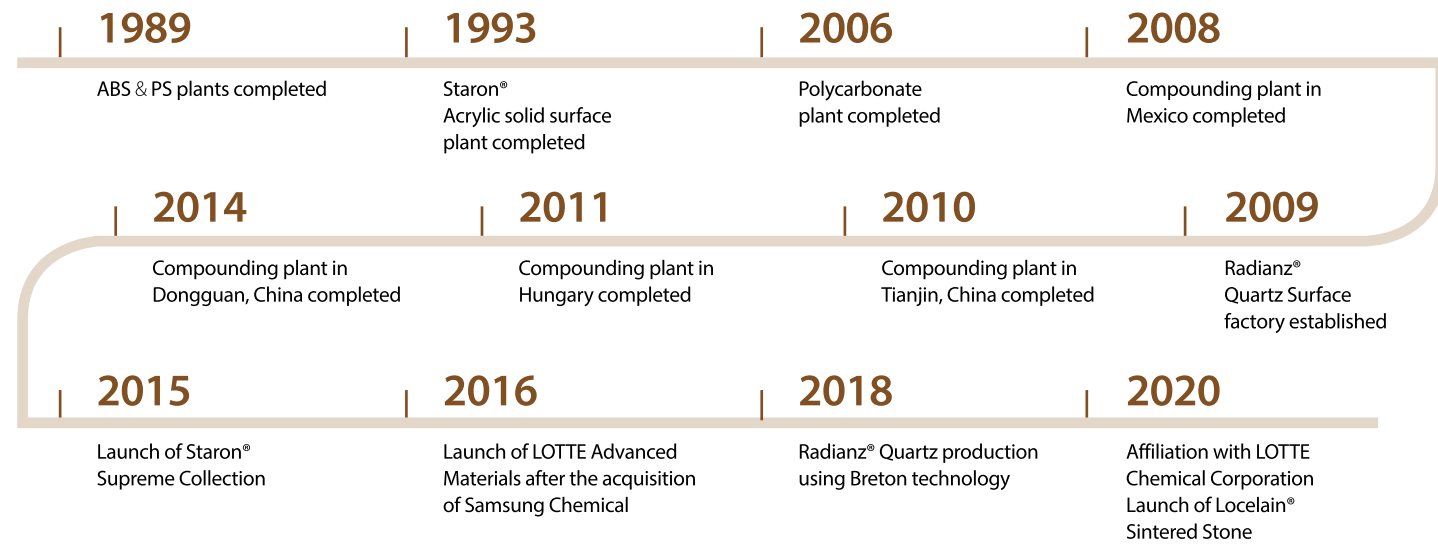 1989
ABS & PS plants completed
1993
Staron®
Acrylic solid surface
plant completed
2006
Polycarbonate
plant completed
2008
Compounding plant in
Mexico completed
2009
Radianz®
Quartz Surface
factory established
2010
Compounding plant in
Tianjin, China completed
2011
Compounding plant in
Hungary completed
2014
Compounding plant in
Dongguan, China completed
2015
Launch of Staron®
Supreme Collection
2016
Launch of LOTTE Advanced
Materials after the acquisition
of Samsung Chemical
2018
Radianz® Quartz production
using Breton technology
2020
Affiliation with LOTTE
Chemical Corporation
Launch of Locelain®
Sintered Stone